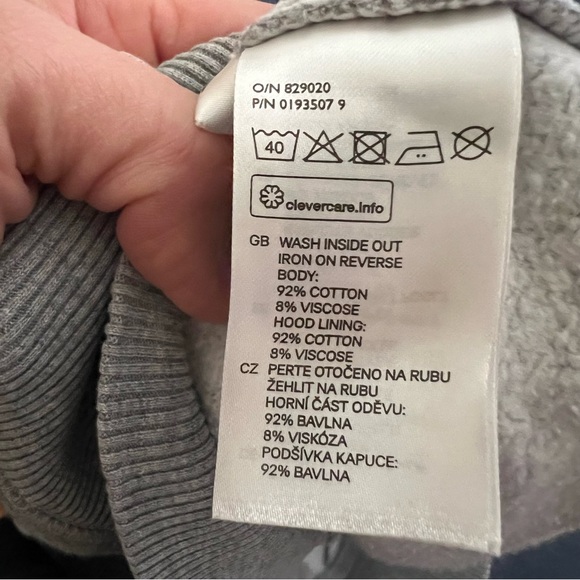 O/N 829020
P/N 0193507 9
40
clevercare.info
GB WASH INSIDE OUT
IRON ON REVERSE
BODY:
92% COTTON
8% VISCOSE
HOOD LINING:
92% COTTON
8% VISCOSE
CZ PERTE OTOČENO NA RUBU
ŽEHLIT NA RUBU
HORNÍ ČÁST ODĚVU:
92% BAVLNA
8% VISKÓZA
PODŠÍVKA KAPUCE:
92% BAVLNA